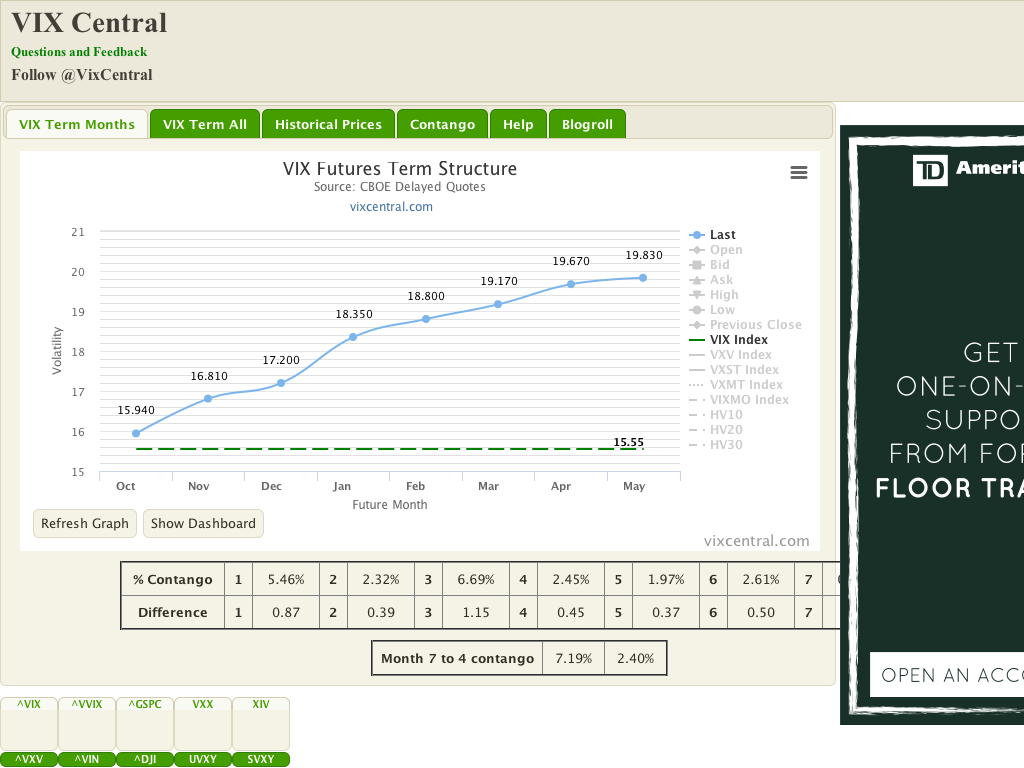 VIX Central
Questions and Feedback
Follow @VixCentral
VIX Term Months VIX Term All Historical Prices Contango Help Blogroll
VIX Futures Term Structure
Source: CBOE Delayed Quotes
vixcentral.com
Volatility
21
20
19
18
17
16
15
15.940
16.810
17.200
18.350
18.800
19.170
19.670
19.830
15.55
Oct Nov Dec Jan Feb Mar Apr May
Future Month
Last
Open
Bid
Ask
High
Low
Previous Close
VIX Index
VXV Index
VXST Index
VXMT Index
VIXMO Index
HV10
HV20
HV30
Refresh Graph Show Dashboard
vixcentral.com
% Contango 1 5.46% 2 2.32% 3 6.69% 4 2.45% 5 1.97% 6 2.61% 7
Difference 1 0.87 2 0.39 3 1.15 4 0.45 5 0.37 6 0.50 7
Month 7 to 4 contango 7.19% 2.40%
^VIX ^VVIX ^GSPC VXX XIV
^VXV ^VIN ^DJI UVXY SVXY
TD Amerit
GET
ONE-ON-
SUPPO
FROM FOR
FLOOR TRA
OPEN AN ACCO